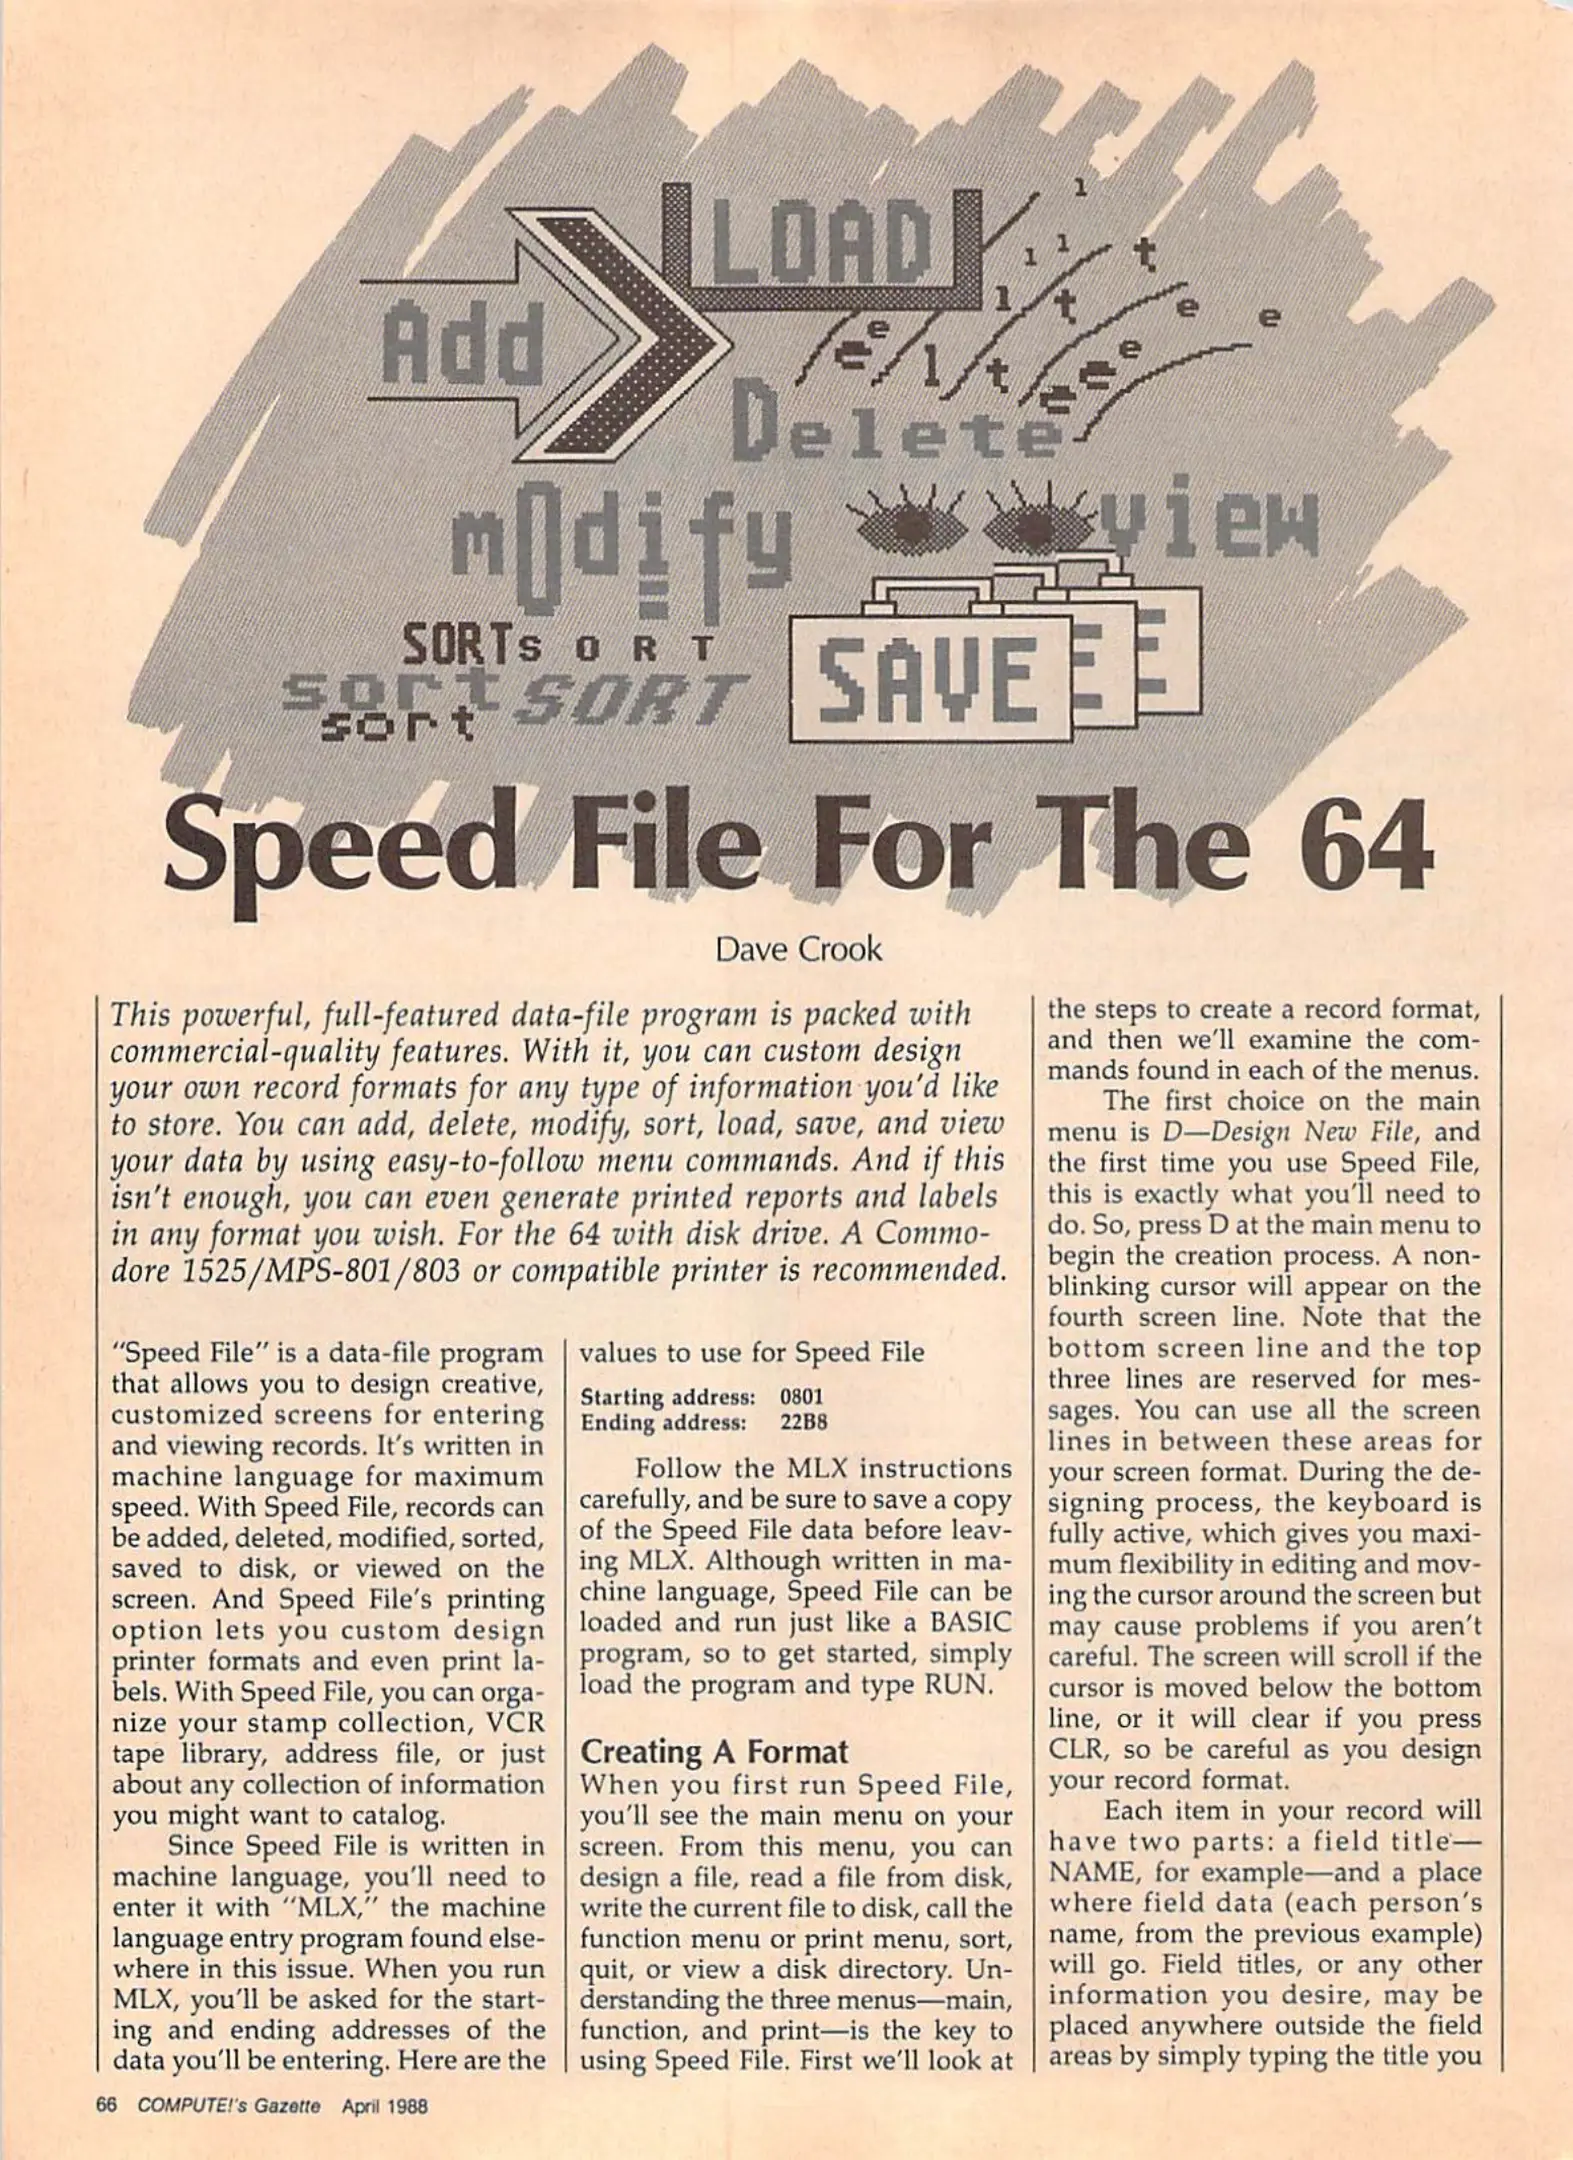 LOAD
Add
l
l
l
t
l
t
e
e
e
e
l
t
e
e
e
Delete
mOdify
view
SORTS O R T
sort SORT
sort
SAVE
E
E
Speed File For The 64
Dave Crook
This powerful, full-featured data-file program is packed with
commercial-quality features. With it, you can custom design
your own record formats for any type of information you'd like
to store. You can add, delete, modify, sort, load, save, and view
your data by using easy-to-follow menu commands. And if this
isn't enough, you can even generate printed reports and labels
in any format you wish. For the 64 with disk drive. A Commo-
dore 1525/MPS-801/803 or compatible printer is recommended.
"Speed File" is a data-file program
that allows you to design creative,
customized screens for entering
and viewing records. It's written in
machine language for maximum
speed. With Speed File, records can
be added, deleted, modified, sorted,
saved to disk, or viewed on the
screen. And Speed File's printing
option lets you custom design
printer formats and even print la-
bels. With Speed File, you can orga-
nize your stamp collection, VCR
tape library, address file, or just
about any collection of information
you might want to catalog.
Since Speed File is written in
machine language, you'll need to
enter it with "MLX," the machine
language entry program found else-
where in this issue. When you run
MLX, you'll be asked for the start-
ing and ending addresses of the
data you'll be entering. Here are the
values to use for Speed File
Starting address: 0801
Ending address: 22B8
Follow the MLX instructions
carefully, and be sure to save a copy
of the Speed File data before leav-
ing MLX. Although written in ma-
chine language, Speed File can be
loaded and run just like a BASIC
program, so to get started, simply
load the program and type RUN.
Creating A Format
When you first run Speed File,
you'll see the main menu on your
screen. From this menu, you can
design a file, read a file from disk,
write the current file to disk, call the
function menu or print menu, sort,
quit, or view a disk directory. Un-
derstanding the three menus—main,
function, and print—is the key to
using Speed File. First we'll look at
the steps to create a record format,
and then we'll examine the com-
mands found in each of the menus.
The first choice on the main
menu is D—Design New File, and
the first time you use Speed File,
this is exactly what you'll need to
do. So, press D at the main menu to
begin the creation process. A non-
blinking cursor will appear on the
fourth screen line. Note that the
bottom screen line and the top
three lines are reserved for mes-
sages. You can use all the screen
lines in between these areas for
your screen format. During the de-
signing process, the keyboard is
fully active, which gives you maxi-
mum flexibility in editing and mov-
ing the cursor around the screen but
may cause problems if you aren't
careful. The screen will scroll if the
cursor is moved below the bottom
line, or it will clear if you press
CLR, so be careful as you design
your record format.
Each item in your record will
have two parts: a field title—
NAME, for example—and a place
where field data (each person's
name, from the previous example)
will go. Field titles, or any other
information you desire, may be
placed anywhere outside the field
areas by simply typing the title you
66 COMPUTE!'s Gazette April 1988